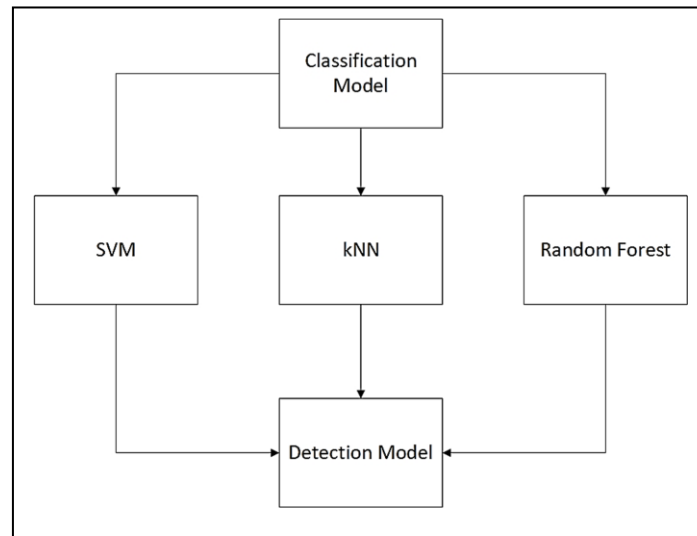 Classification
Model
SVM
kNN
Random Forest
Detection Model